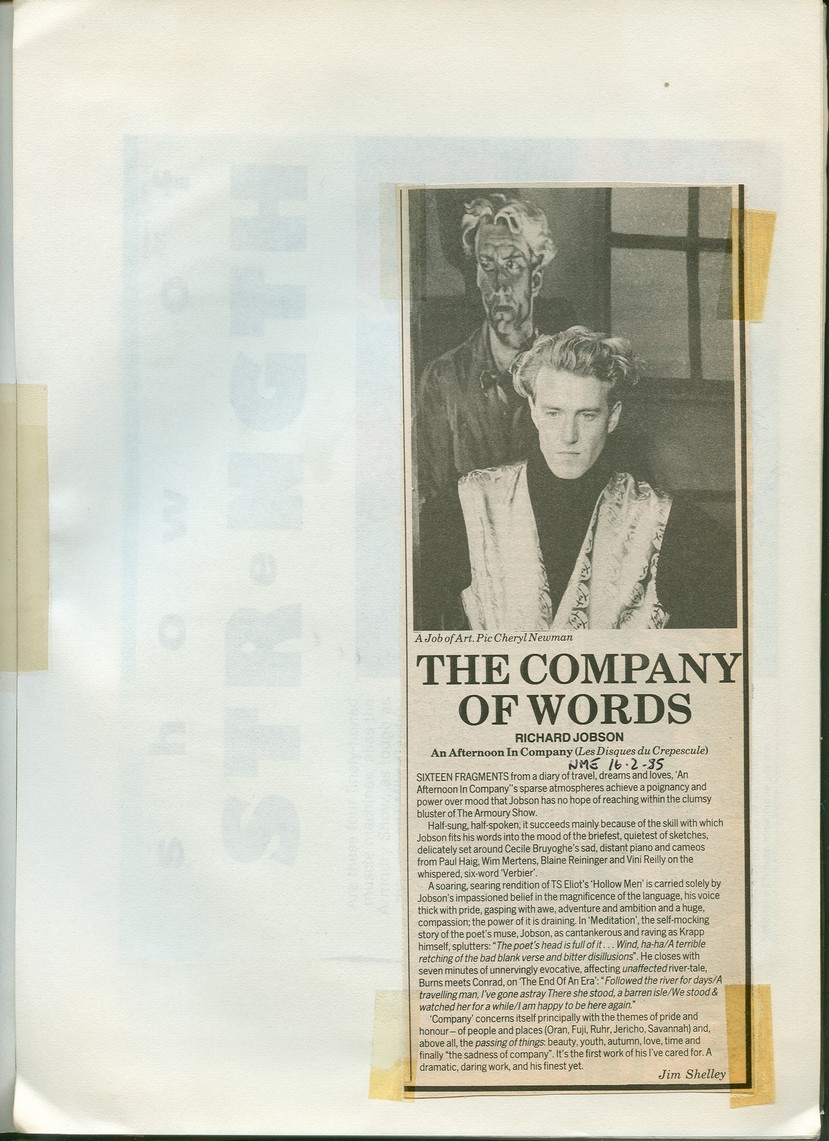 A Job of Art. Pic Cheryl Newman
THE COMPANY
OF WORDS
RICHARD JOBSON
An Afternoon In Company (Les Disques du Crepescule)
NME 16·2·85
SIXTEEN FRAGMENTS from a diary of travel, dreams and loves, 'An
Afternoon In Company''s sparse atmospheres achieve a poignancy and
power over mood that Jobson has no hope of reaching within the clumsy
bluster of The Armoury Show.
Half-sung, half-spoken, it succeeds mainly because of the skill with which
Jobson fits his words into the mood of the briefest, quietest of sketches,
delicately set around Cecile Bruyoghe's sad, distant piano and cameos
from Paul Haig, Wim Mertens, Blaine Reininger and Vini Reilly on the
whispered, six-word 'Verbier'.
A soaring, searing rendition of TS Eliot's 'Hollow Men' is carried solely by
Jobson's impassioned belief in the magnificence of the language, his voice
thick with pride, gasping with awe, adventure and ambition and a huge,
compassion; the power of it is draining. In 'Meditation', the self-mocking
story of the poet's muse, Jobson, as cantankerous and raving as Krapp
himself, splutters: "The poet's head is full of it . . . Wind, ha-ha/A terrible
retching of the bad blank verse and bitter disillusions". He closes with
seven minutes of unnervingly evocative, affecting unaffected river-tale,
Burns meets Conrad, on 'The End Of An Era': "Followed the river for days/A
travelling man, I've gone astray There she stood, a barren isle/We stood &
watched her for a while/I am happy to be here again."
'Company' concerns itself principally with the themes of pride and
honour – of people and places (Oran, Fuji, Ruhr, Jericho, Savannah) and,
above all, the passing of things: beauty, youth, autumn, love, time and
finally "the sadness of company". It's the first work of his I've cared for. A
dramatic, daring work, and his finest yet.
Jim Shelley
show of
STReNGTH